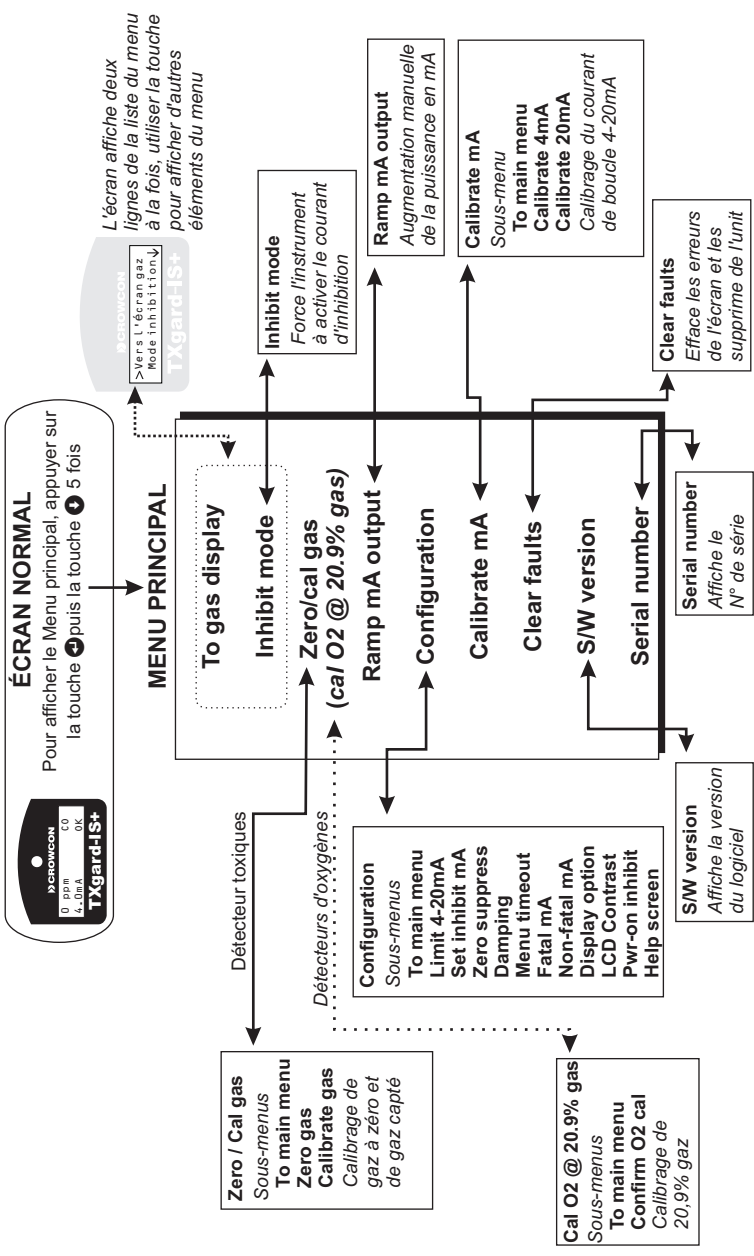 ÉCRAN NORMAL
Pour afficher le Menu principal, appuyer sur
la touche puis la touche 5 fois
CROWCON
0 ppm CO
4.0mA OK
TXgard-IS+
L'écran affiche deux
lignes de la liste du menu
à la fois, utiliser la touche
pour afficher d'autres
éléments du menu
CROWCON
>Vers l'écran gaz
Mode inhibition↓
TXgard-IS+
MENU PRINCIPAL
To gas display
Inhibit mode
Zero/cal gas
(cal O2 @ 20.9% gas)
Ramp mA output
Configuration
Calibrate mA
Clear faults
S/W version
Serial number
Inhibit mode
Force l'instrument
à activer le courant
d'inhibition
Ramp mA output
Augmentation manuelle
de la puissance en mA
Calibrate mA
Sous-menu
To main menu
Calibrate 4mA
Calibrate 20mA
Calibrage du courant
de boucle 4-20mA
Clear faults
Efface les erreurs
de l'écran et les
supprime de l'unit
Serial number
Affiche le
N° de série
S/W version
Affiche la version
du logiciel
Détecteur toxiques
Détecteurs d'oxygènes
Configuration
Sous-menus
To main menu
Limit 4-20mA
Set inhibit mA
Zero suppress
Damping
Menu timeout
Fatal mA
Non-fatal mA
Display option
LCD Contrast
Pwr-on inhibit
Help screen
Zero / Cal gas
Sous-menus
To main menu
Zero gas
Calibrate gas
Calibrage de
gaz à zéro et
de gaz capté
Cal O2 @ 20.9% gas
Sous-menus
To main menu
Confirm O2 cal
Calibrage de
20,9% gaz